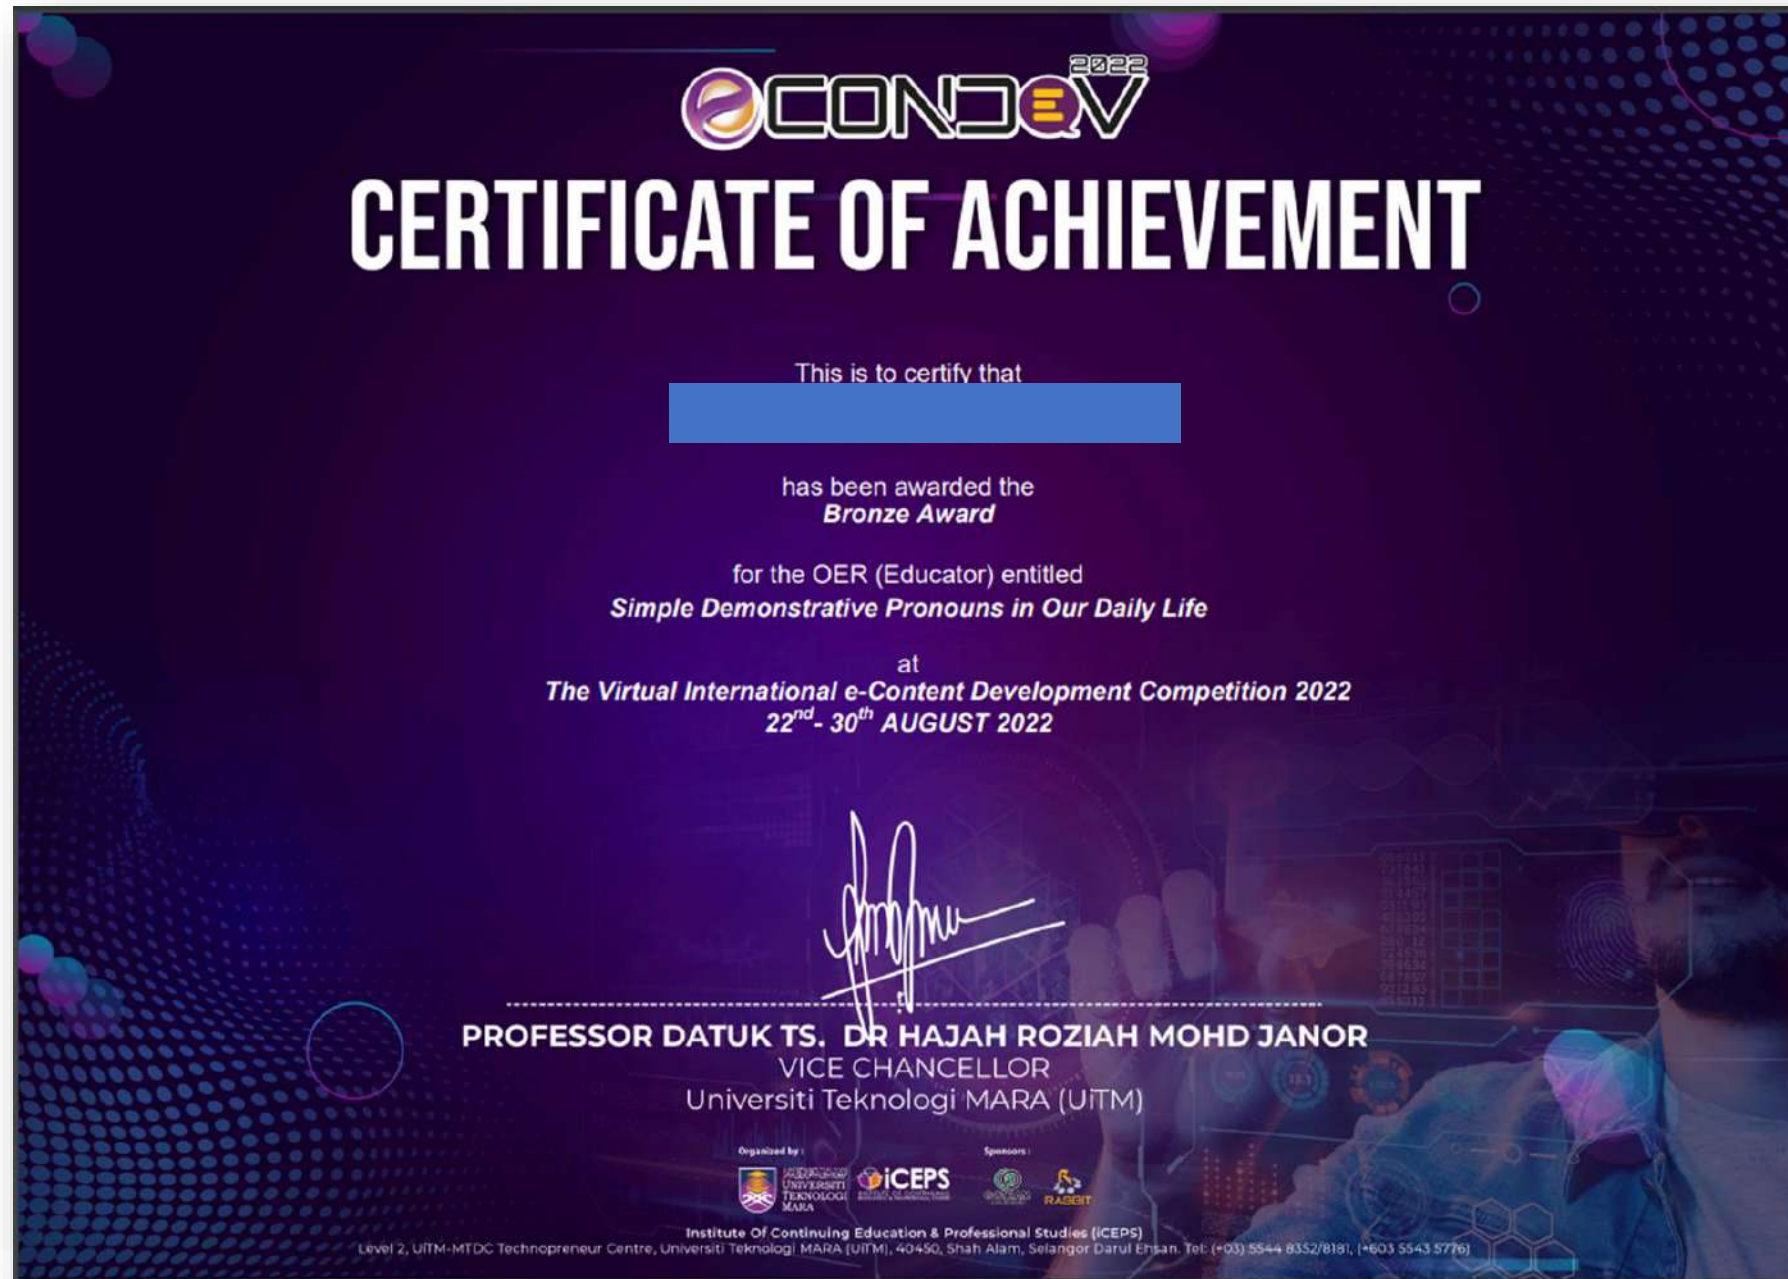 eCONDEV 2022
CERTIFICATE OF ACHIEVEMENT
This is to certify that
has been awarded the
Bronze Award
for the OER (Educator) entitled
Simple Demonstrative Pronouns in Our Daily Life
at
The Virtual International e-Content Development Competition 2022
22nd- 30th AUGUST 2022
PROFESSOR DATUK TS. DR HAJAH ROZIAH MOHD JANOR
VICE CHANCELLOR
Universiti Teknologi MARA (UiTM)
Organized by : Sponsors :
UNIVERSITI
TEKNOLOGI
MARA
iCEPS
RABBIT
Institute Of Continuing Education & Professional Studies (iCEPS)
Level 2, UiTM-MTDC Technopreneur Centre, Universiti Teknologi MARA (UiTM), 40450, Shah Alam, Selangor Darul Ehsan. Tel: (+03) 5544 8352/8181, (+603 5543 5776)